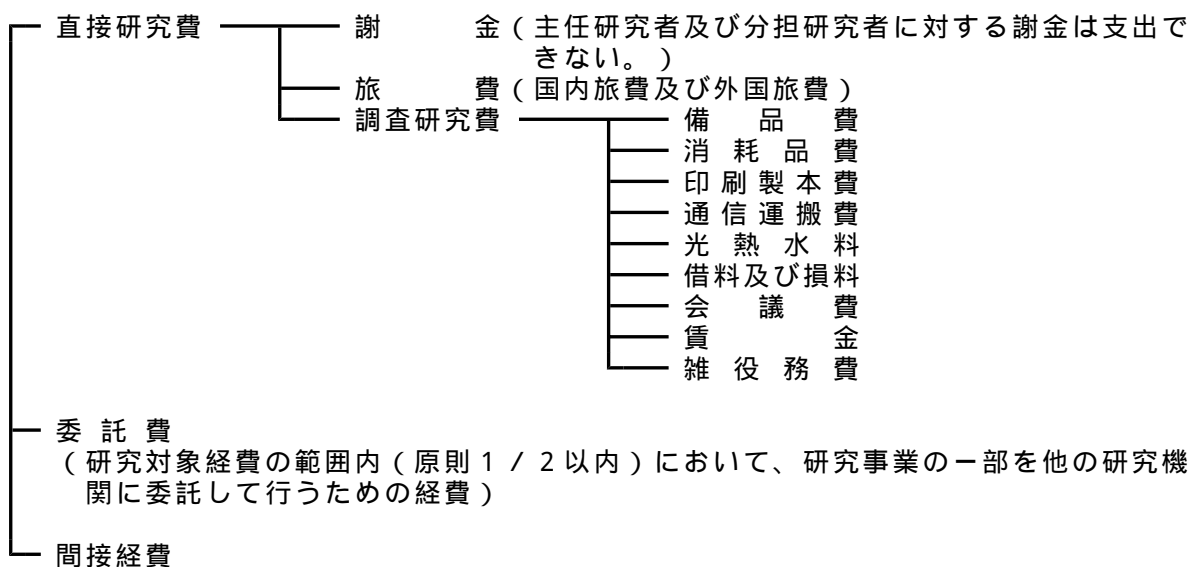 直接研究費 謝　　　金（主任研究者及び分担研究者に対する謝金は支出で
きない。）
旅　　　費（国内旅費及び外国旅費）
調査研究費 備　品　費
消耗品費
印刷製本費
通信運搬費
光熱水料
借料及び損料
会　議　費
賃　　　金
雑役務費
委託費
（研究対象経費の範囲内（原則１／２以内）において、研究事業の一部を他の研究機
関に委託して行うための経費）
間接経費